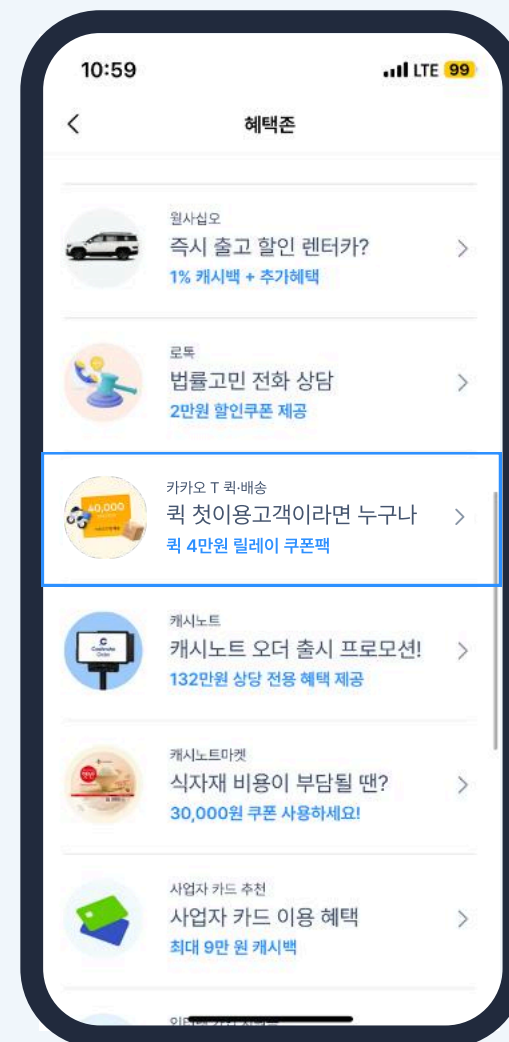 10:59
LTE 99
혜택존
원사십오
즉시 출고 할인 렌터카?
1% 캐시백 + 추가혜택
로톡
법률고민 전화 상담
2만원 할인쿠폰 제공
카카오 T 퀵·배송
40,000
퀵 첫이용고객이라면 누구나
퀵 4만원 릴레이 쿠폰팩
캐시노트
캐시노트 오더 출시 프로모션!
132만원 상당 전용 혜택 제공
캐시노트마켓
식자재 비용이 부담될 땐?
30,000원 쿠폰 사용하세요!
사업자 카드 추천
사업자 카드 이용 혜택
최대 9만 원 캐시백